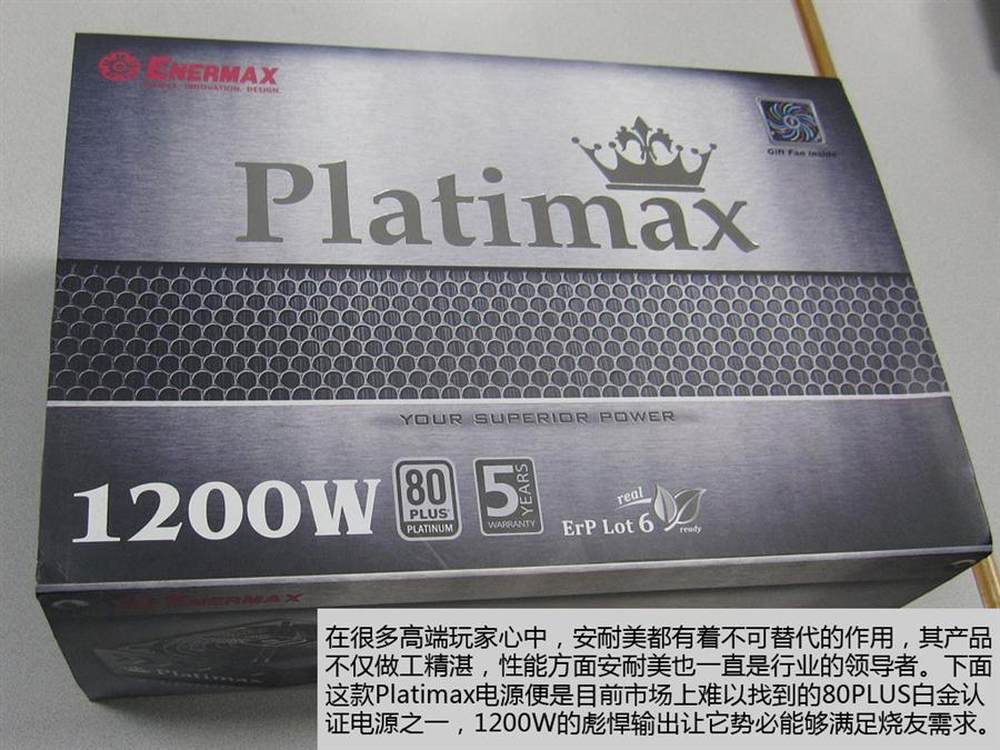 ENERMAX
POWER. INNOVATION. DESIGN.
Gift Fan Inside
Platimax
YOUR SUPERIOR POWER
1200W
80
PLUS
PLATINUM
5 YEARS
WARRANTY
real
ErP Lot 6
ready
ENERMAX
Platimax
在很多高端玩家心中，安耐美都有着不可替代的作用，其产品
不仅做工精湛，性能方面安耐美也一直是行业的领导者。下面
这款Platimax电源便是目前市场上难以找到的80PLUS白金认
证电源之一，1200W的彪悍输出让它势必能够满足烧友需求。